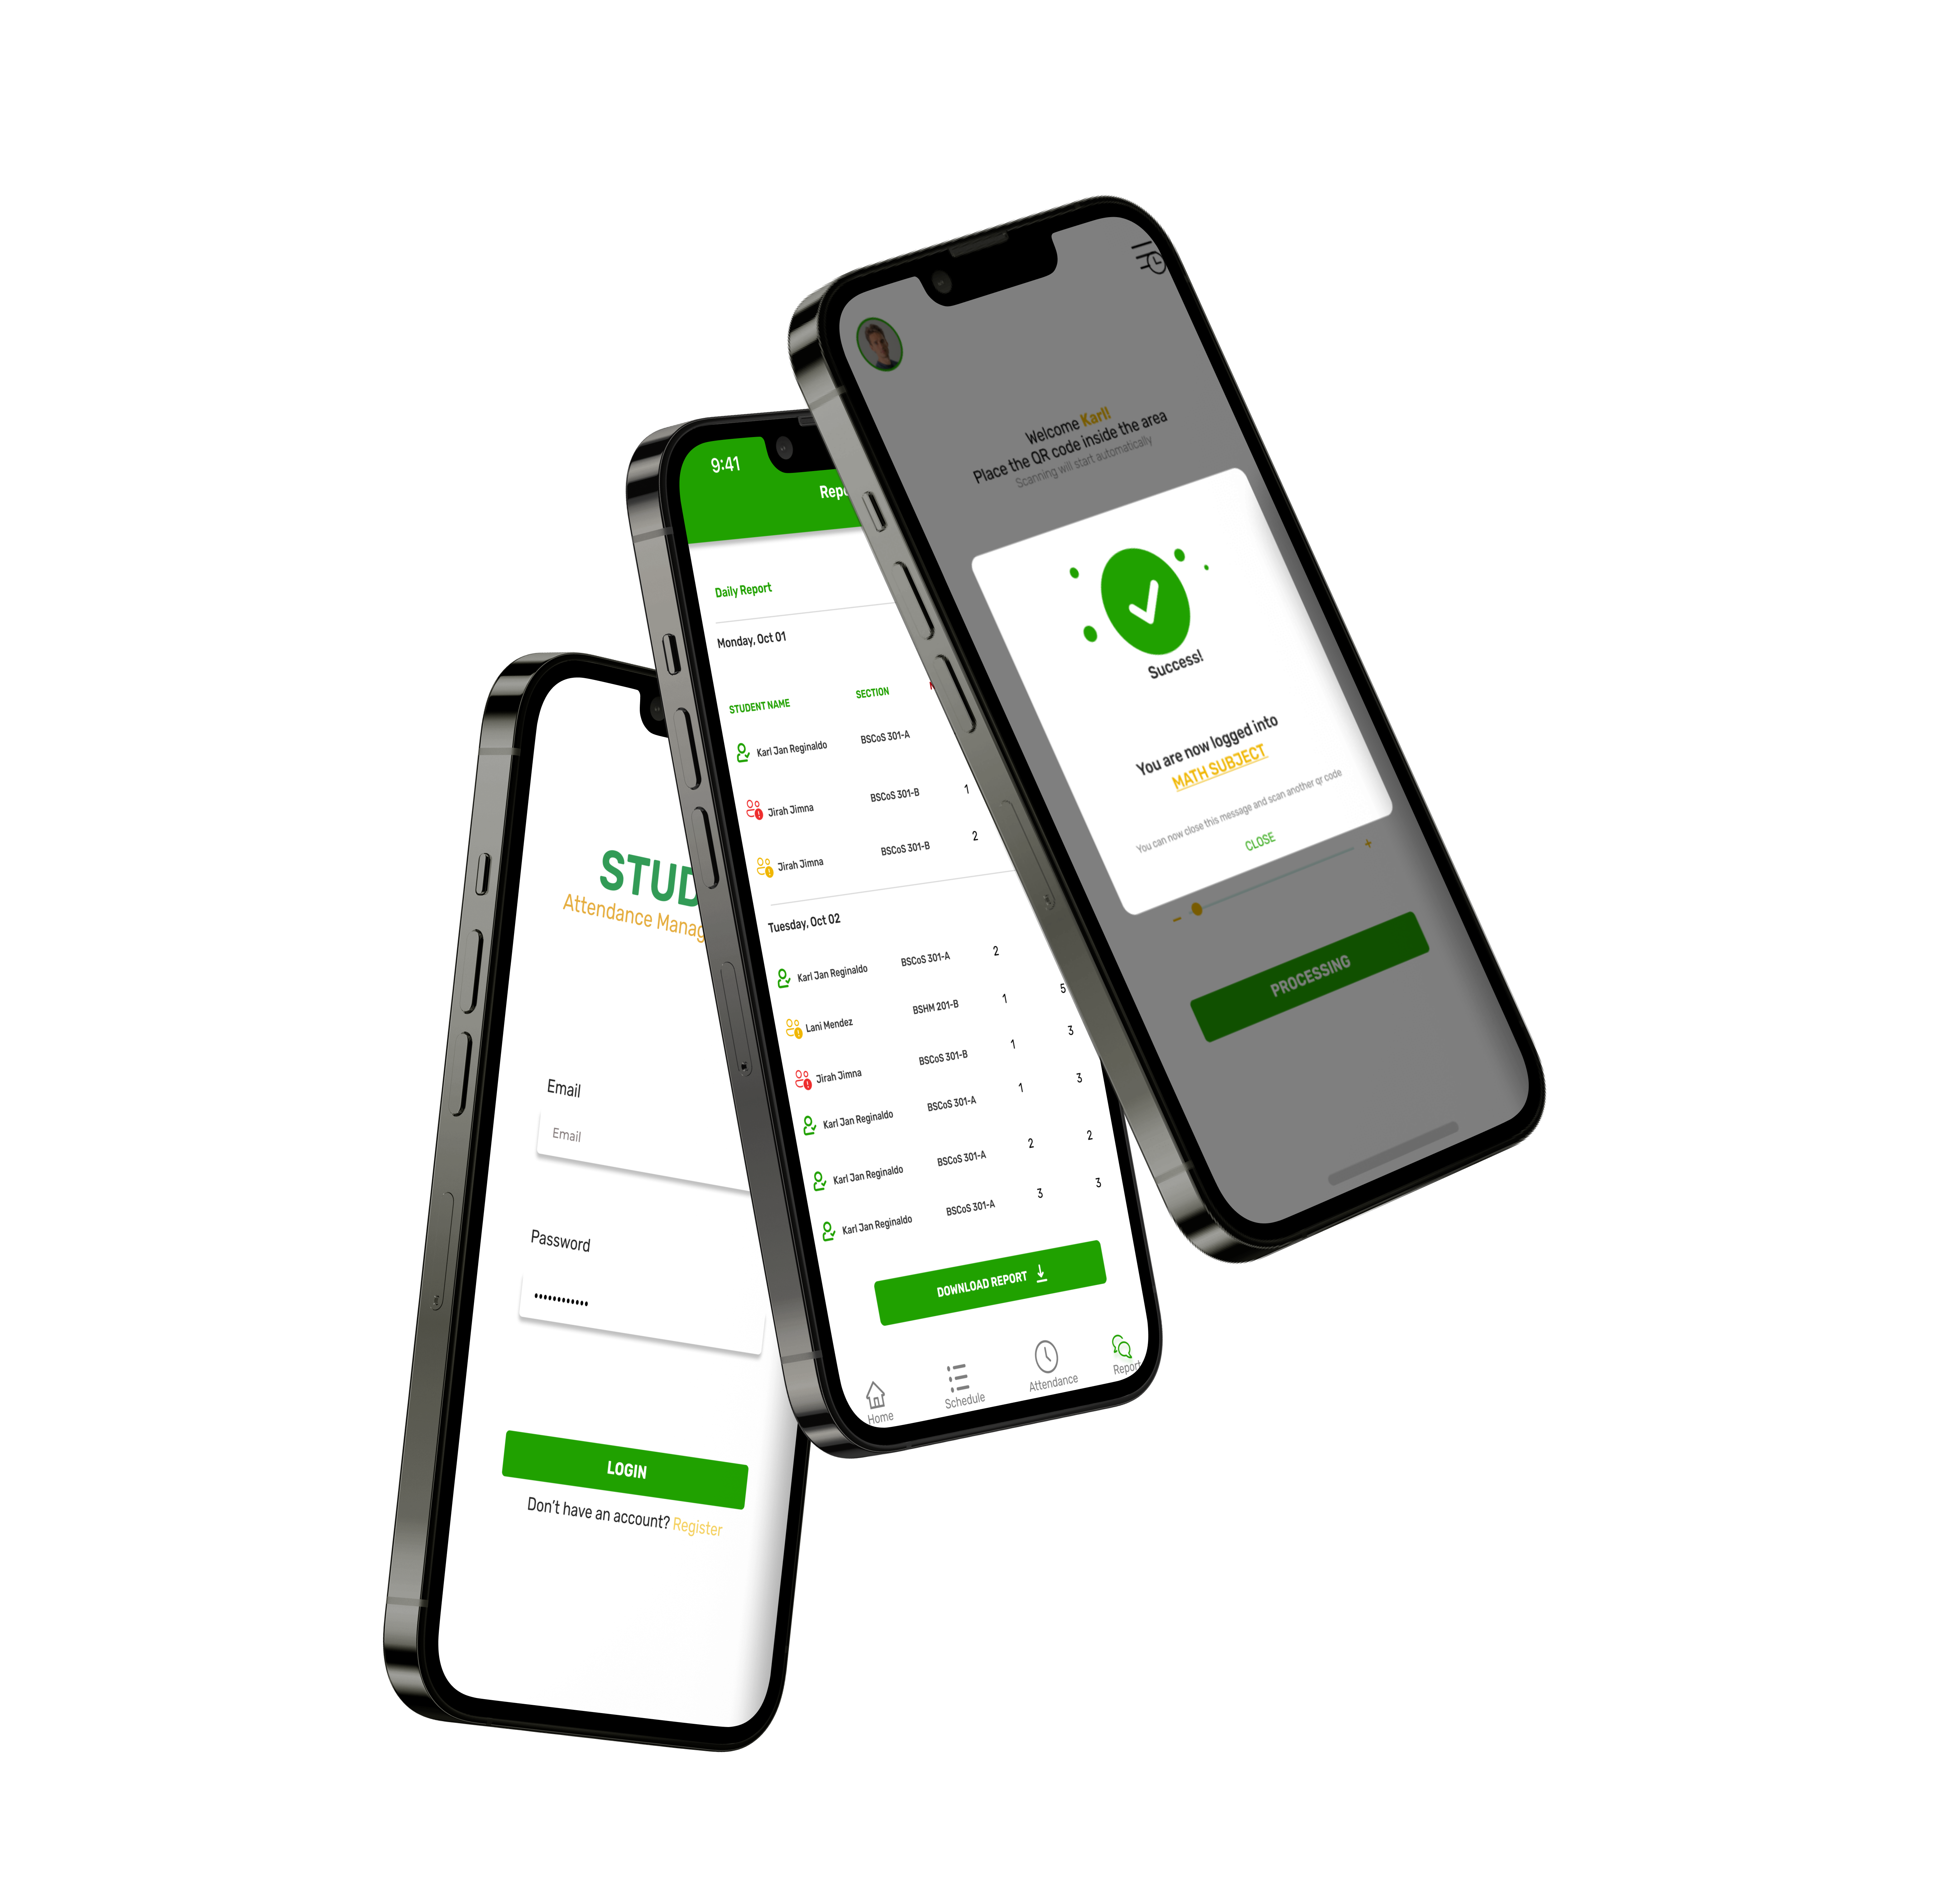 Welcome Karl!
Place the QR code inside the area
Scanning will start automatically
Success!
You are now logged into
MATH SUBJECT
You can now close this message and scan another qr code
CLOSE
− +
PROCESSING
9:41
Daily Report
Monday, Oct 01
STUDENT NAME SECTION
Karl Jan Reginaldo BSCoS 301-A
Jirah Jimna BSCoS 301-B 1
Jirah Jimna BSCoS 301-B 2
Tuesday, Oct 02
Karl Jan Reginaldo BSCoS 301-A 2
Lani Mendez BSHM 201-B 1 5
Jirah Jimna BSCoS 301-B 1 3
Karl Jan Reginaldo BSCoS 301-A 1 3
Karl Jan Reginaldo BSCoS 301-A 2 2
Karl Jan Reginaldo BSCoS 301-A 3 3
DOWNLOAD REPORT
Home Schedule Attendance Report
Attendance
Email
Email
Password
••••••••••••
LOGIN
Don't have an account? Register